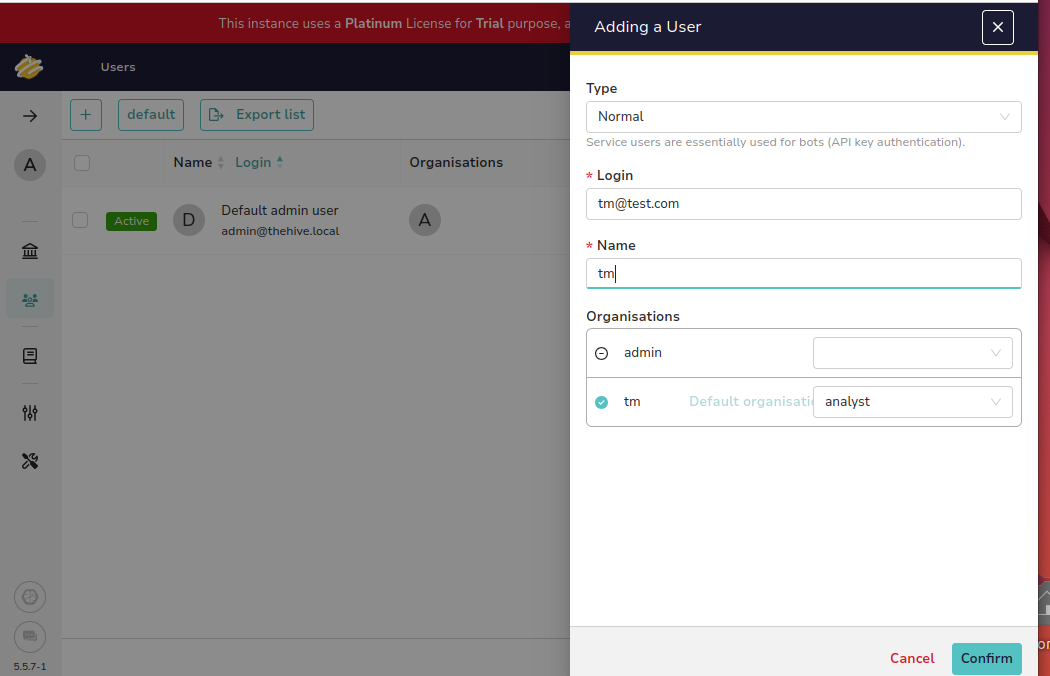 This instance uses a Platinum License for Trial purpose, a
Adding a User
Users
Type
Normal
Service users are essentially used for bots (API key authentication).
* Login
tm@test.com
* Name
tm
Organisations
admin
tm Default organisati analyst
Cancel Confirm
default
Export list
Name Login Organisations
Active
D
Default admin user
admin@thehive.local
A
A
5.5.7-1